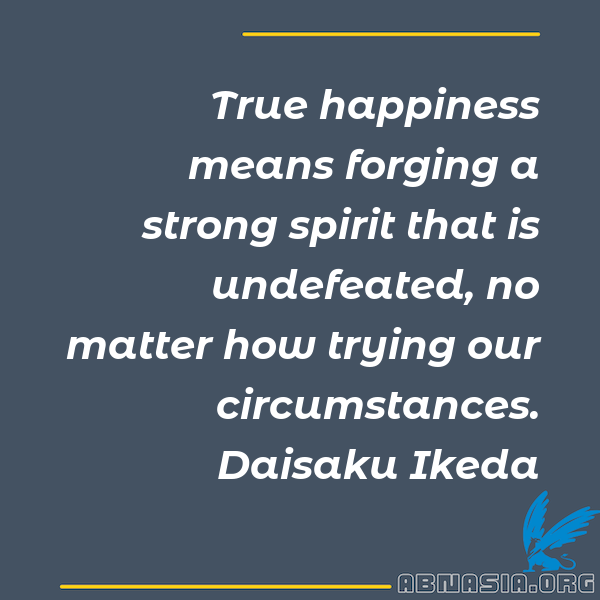 True happiness
means forging a
strong spirit that is
undefeated, no
matter how trying our
circumstances.
Daisaku Ikeda
ABNASIA.ORG